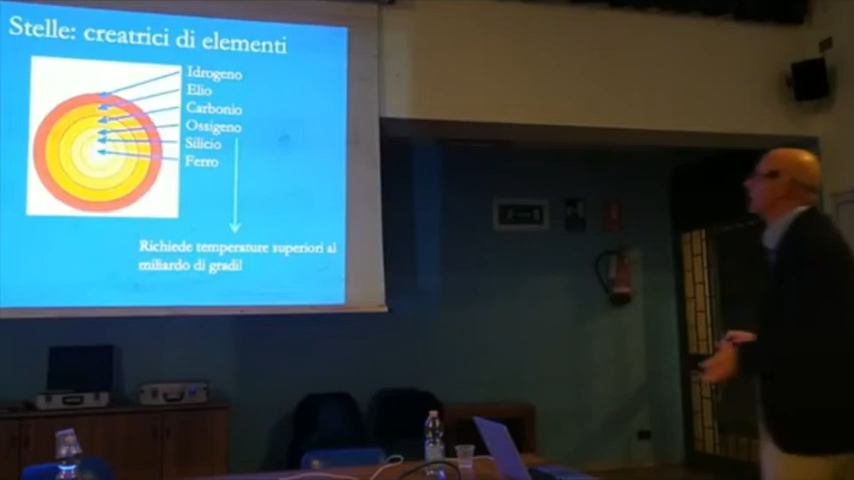 Stelle: creatrici di elementi
Idrogeno
Elio
Carbonio
Ossigeno
Silicio
Ferro
Richiede temperature superiori al
miliardo di gradi!